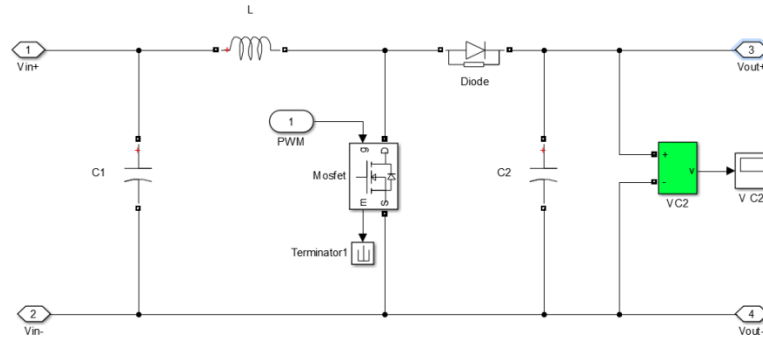 L
1
Vin+
3
Vout+
Diode
1
PWM
+
-
v
VC2
V C2
C1
g
D
Mosfet
m
S
C2
Terminator1
2
Vin-
4
Vout-